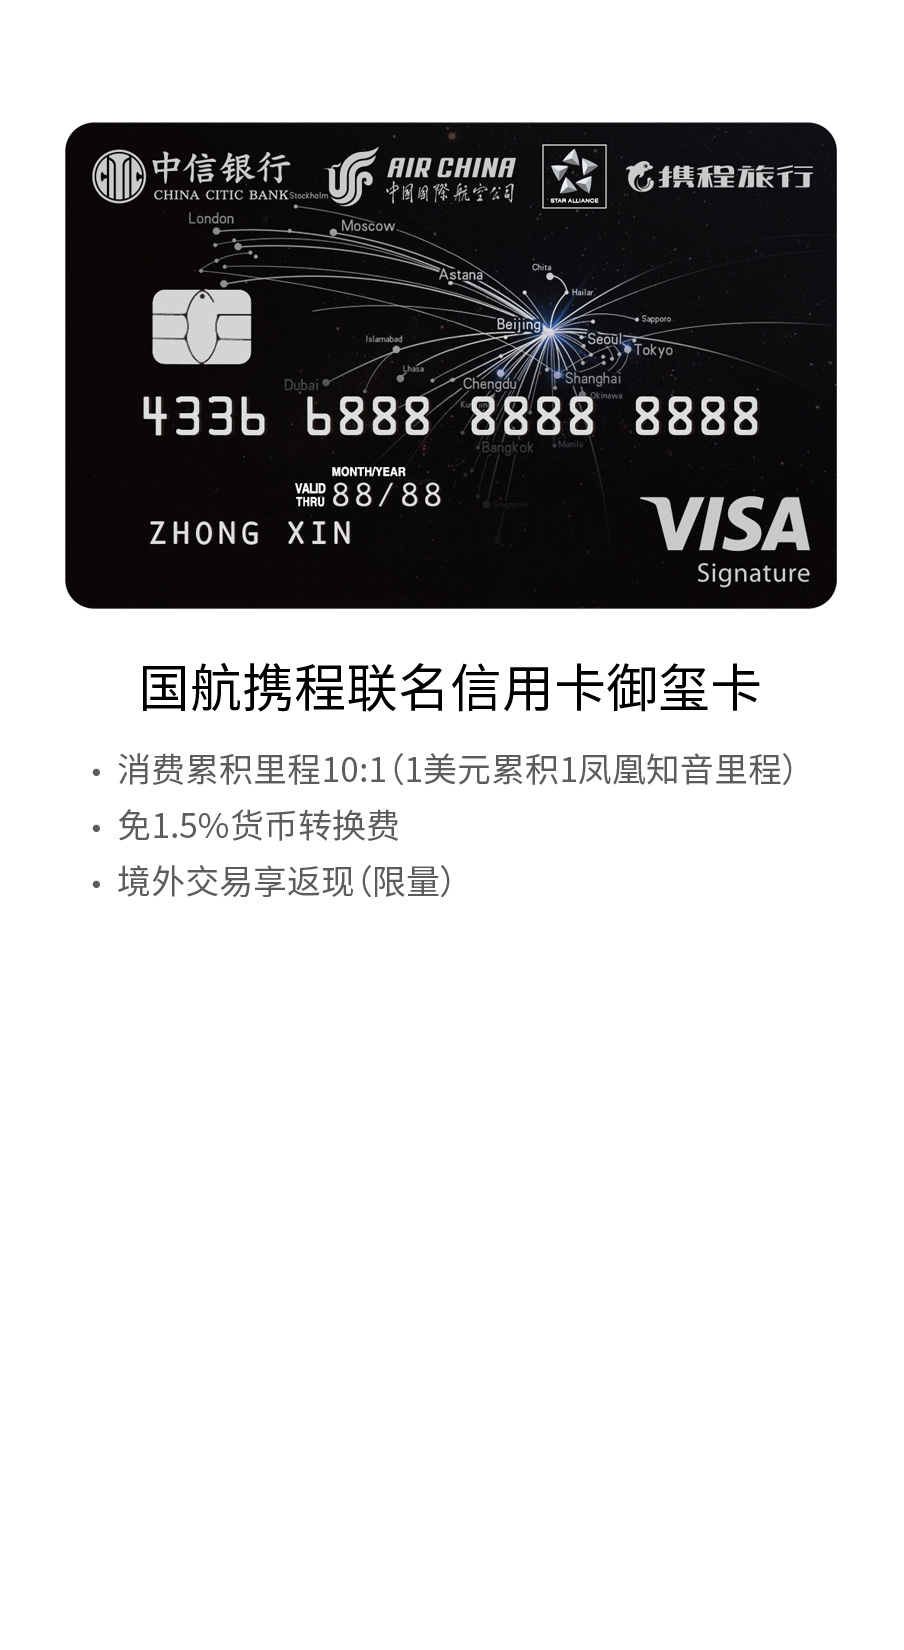 中信银行
CHINA CITIC BANK
AIR CHINA
中国国際航空公司
STAR ALLIANCE
携程旅行
Stockholm
London
Moscow
Astana
Chita
Hailar
Beijing
Sapporo
Seoul
Tokyo
Islamabad
Lhasa
Dubai
Chengdu
Shanghai
Okinawa
4336 6888 8888 8888
Bangkok
Manila
Singapore
MONTH/YEAR
VALID THRU 88/88
ZHONG XIN
VISA
Signature
国航携程联名信用卡御玺卡
• 消费累积里程10:1（1美元累积1凤凰知音里程）
• 免1.5%货币转换费
• 境外交易享返现（限量）